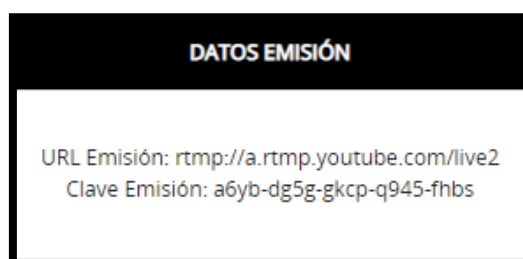 DATOS EMISIÓN
URL Emisión: rtmp://a.rtmp.youtube.com/live2
Clave Emisión: a6yb-dg5g-gkcp-q945-fhbs